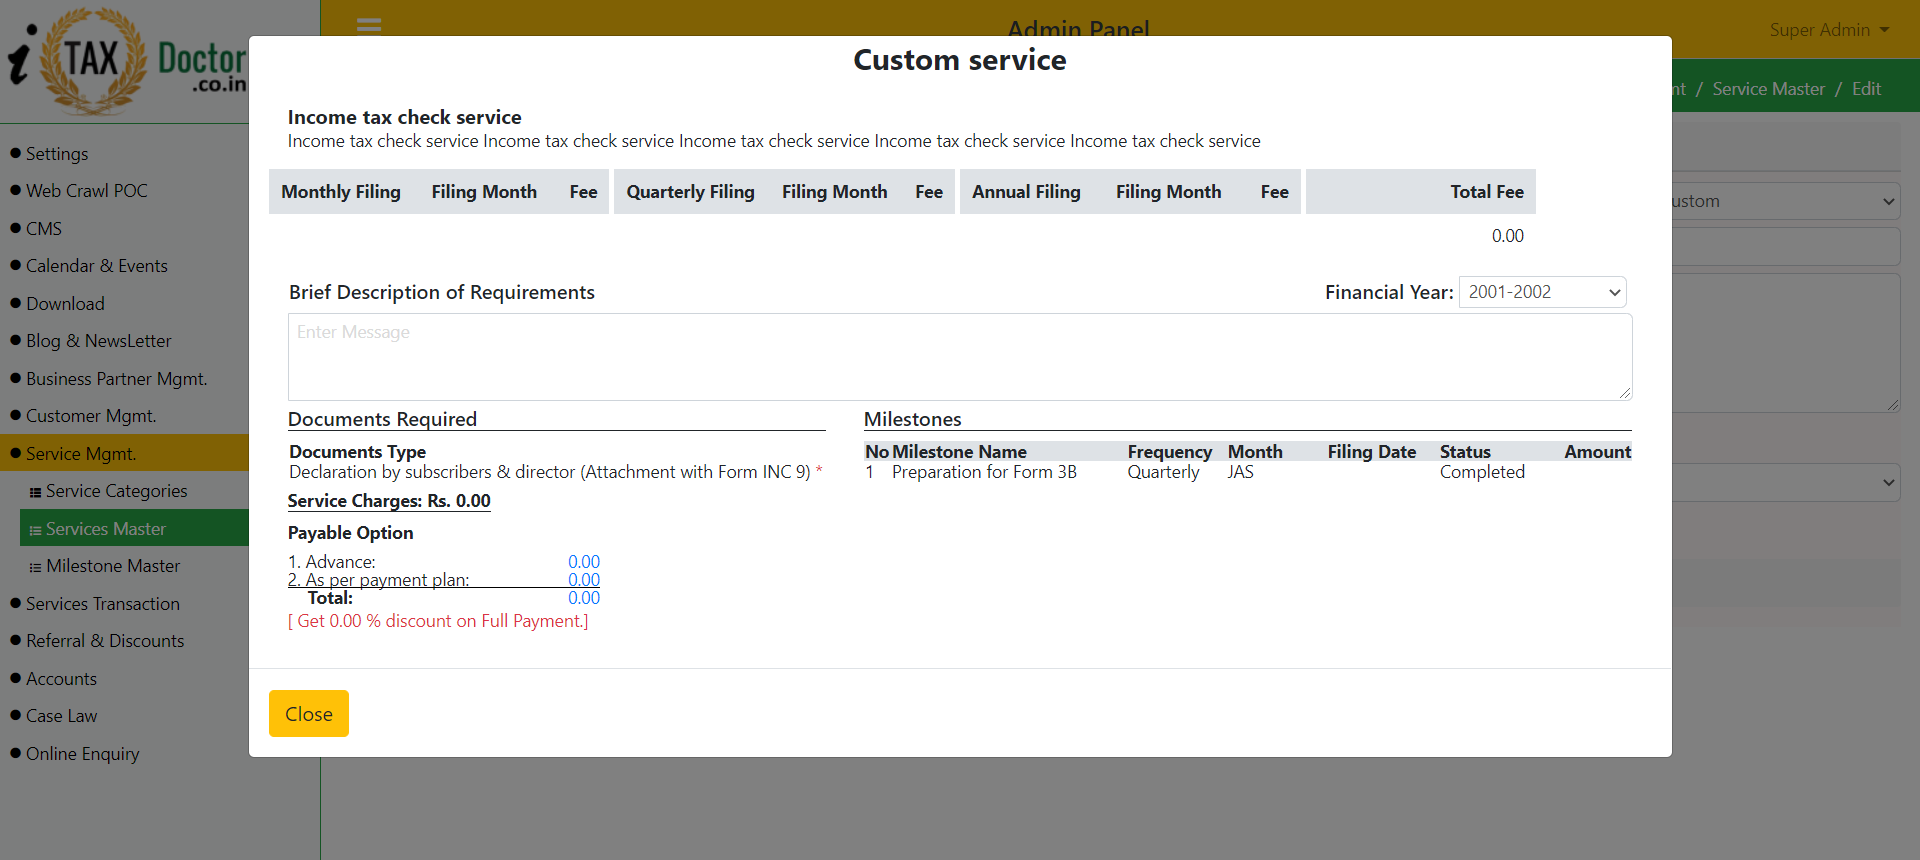 i TAX Doctor
.co.in
Admin Panel
Super Admin
nt / Service Master / Edit
Settings
Web Crawl POC
CMS
Calendar & Events
Download
Blog & NewsLetter
Business Partner Mgmt.
Customer Mgmt.
Service Mgmt.
Service Categories
Services Master
Milestone Master
Services Transaction
Referral & Discounts
Accounts
Case Law
Online Enquiry
ustom
Custom service
Income tax check service
Income tax check service Income tax check service Income tax check service Income tax check service Income tax check service
Monthly Filing Filing Month Fee Quarterly Filing Filing Month Fee Annual Filing Filing Month Fee Total Fee
0.00
Brief Description of Requirements Financial Year: 2001-2002
Enter Message
Documents Required
Documents Type
Declaration by subscribers & director (Attachment with Form INC 9) *
Service Charges: Rs. 0.00
Payable Option
1. Advance: 0.00
2. As per payment plan: 0.00
Total: 0.00
[ Get 0.00 % discount on Full Payment.]
Milestones
No Milestone Name Frequency Month Filing Date Status Amount
1 Preparation for Form 3B Quarterly JAS Completed
Close